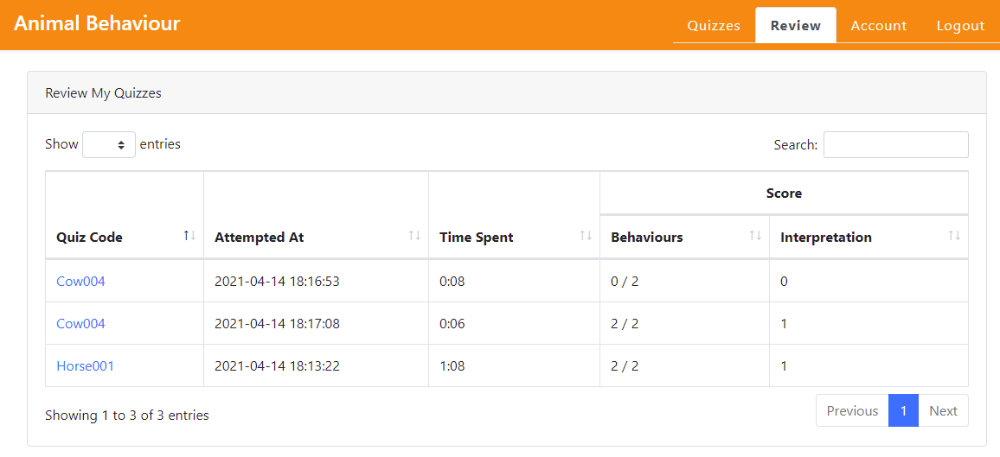 Animal Behaviour
Quizzes Review Account Logout
Review My Quizzes
Show entries Search:
Score
Quiz Code Attempted At Time Spent Behaviours Interpretation
Cow004 2021-04-14 18:16:53 0:08 0 / 2 0
Cow004 2021-04-14 18:17:08 0:06 2 / 2 1
Horse001 2021-04-14 18:13:22 1:08 2 / 2 1
Showing 1 to 3 of 3 entries Previous 1 Next